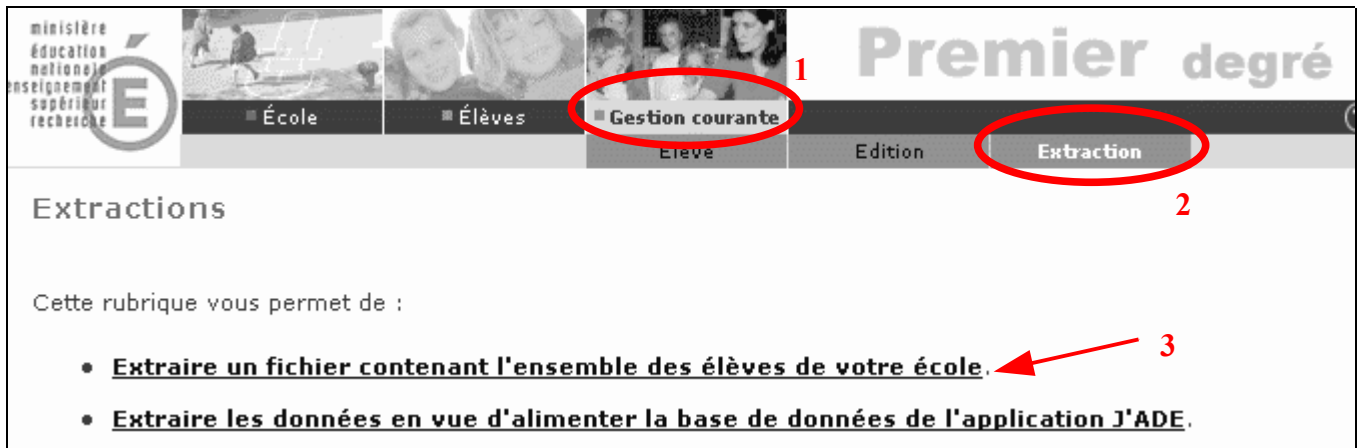 ministère
éducation
nationale
enseignement
supérieur
recherche
É
Premier degré
1
École
Élèves
Gestion courante
Elève
Edition
Extraction
2
Extractions
Cette rubrique vous permet de :
• Extraire un fichier contenant l'ensemble des élèves de votre école.
3
• Extraire les données en vue d'alimenter la base de données de l'application J'ADE.